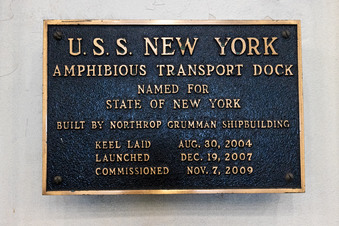 U.S.S. NEW YORK
AMPHIBIOUS TRANSPORT DOCK
NAMED FOR
STATE OF NEW YORK
BUILT BY NORTHROP GRUMMAN SHIPBUILDING
KEEL LAID AUG. 30, 2004
LAUNCHED DEC. 19, 2007
COMMISSIONED NOV. 7, 2009